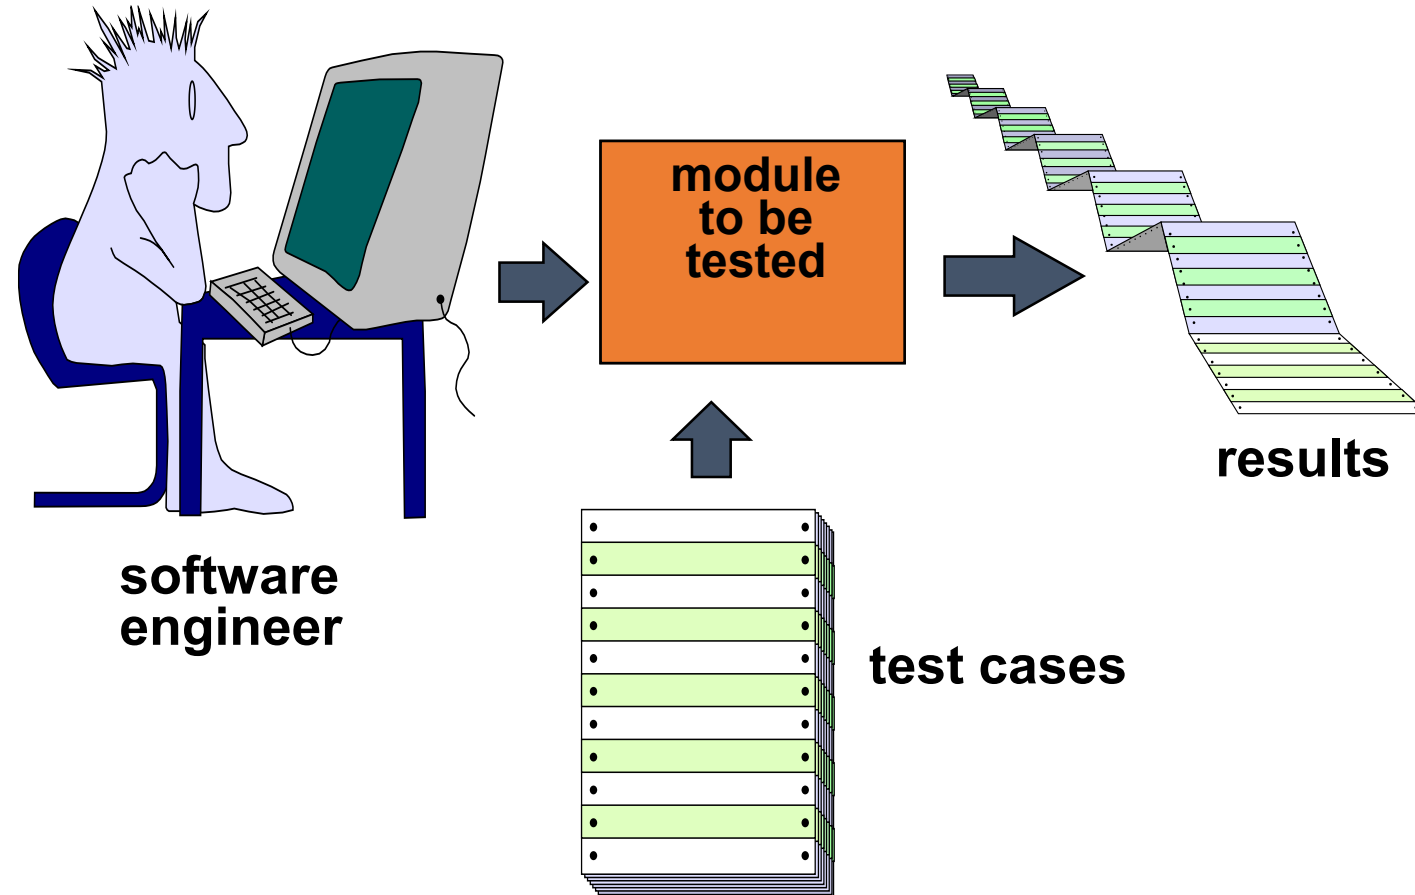 module
to be
tested
results
software
engineer
test cases